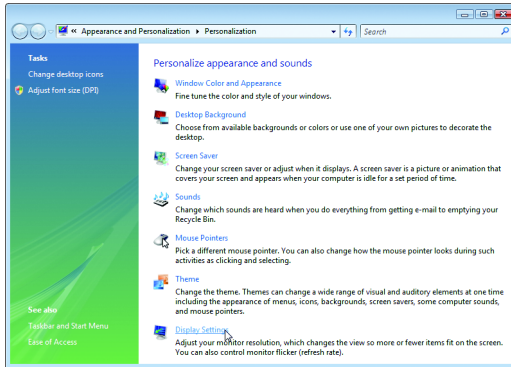 « Appearance and Personalization Personalization
Search
Tasks
Change desktop icons
Adjust font size (DPI)
See also
Taskbar and Start Menu
Ease of Access
Personalize appearance and sounds
Window Color and Appearance
Fine tune the color and style of your windows.
Desktop Background
Choose from available backgrounds or colors or use one of your own pictures to decorate the
desktop.
Screen Saver
Change your screen saver or adjust when it displays. A screen saver is a picture or animation that
covers your screen and appears when your computer is idle for a set period of time.
Sounds
Change which sounds are heard when you do everything from getting e-mail to emptying your
Recycle Bin.
Mouse Pointers
Pick a different mouse pointer. You can also change how the mouse pointer looks during such
activities as clicking and selecting.
Theme
Change the theme. Themes can change a wide range of visual and auditory elements at one time
including the appearance of menus, icons, backgrounds, screen savers, some computer sounds,
and mouse pointers.
Display Settings
Adjust your monitor resolution, which changes the view so more or fewer items fit on the screen.
You can also control monitor flicker (refresh rate).